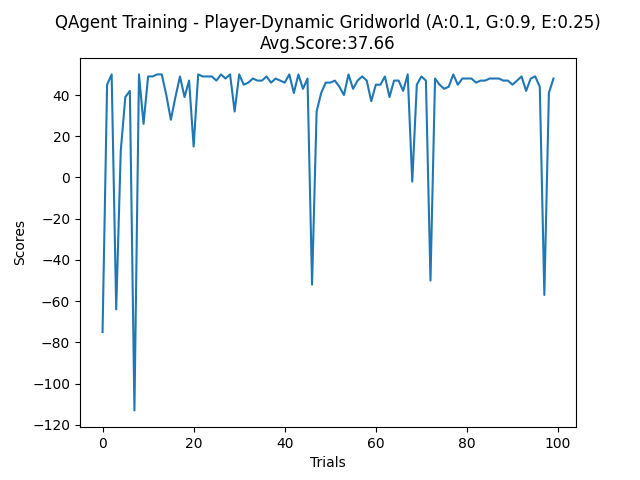 QAgent Training - Player-Dynamic Gridworld (A:0.1, G:0.9, E:0.25)
Avg.Score:37.66
40
20
0
−20
−40
−60
−80
−100
−120
Scores
0 20 40 60 80 100
Trials